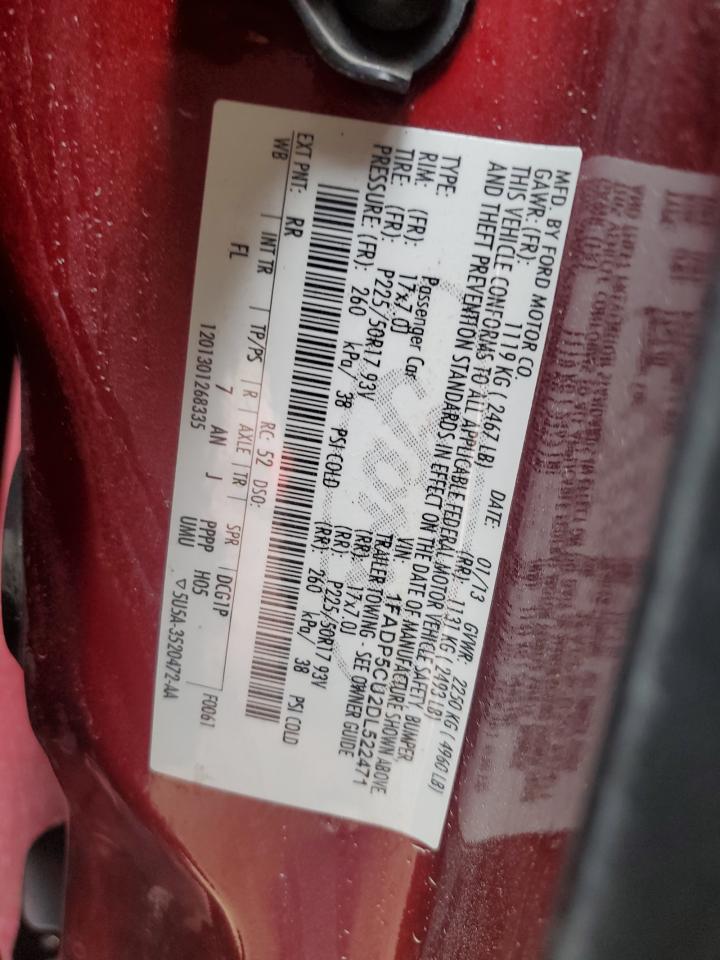 MFD. BY FORD MOTOR CO. DATE: 01/13 GVWR: 2250 KG (4960 LB)
GAWR: (FR): 1119 KG (2467 LB) (RR): 1131 KG (2493 LB)
THIS VEHICLE CONFORMS TO ALL APPLICABLE FEDERAL MOTOR VEHICLE SAFETY, BUMPER,
AND THEFT PREVENTION STANDARDS IN EFFECT ON THE DATE OF MANUFACTURE SHOWN ABOVE
VIN: 1FADP5CU2DL522471
TYPE: Passenger Car TRAILER TOWING - SEE OWNER GUIDE
RIM: (FR): 17x7.0J (RR): 17x7.0J
TIRE: (FR): P225/50R17 93V (RR): P225/50R17 93V
PRESSURE: (FR): 260 kPa/ 38 PSI COLD (RR): 260 kPa/ 38 PSI COLD
EXT PNT: RR RC: 52 DSO: F0061
WB INT TR TP/PS R AXLE TR SPR DCG1P
FL 7 AN J PPPP H05
UMU
1201301268335 ▽5U5A-3520472-AA